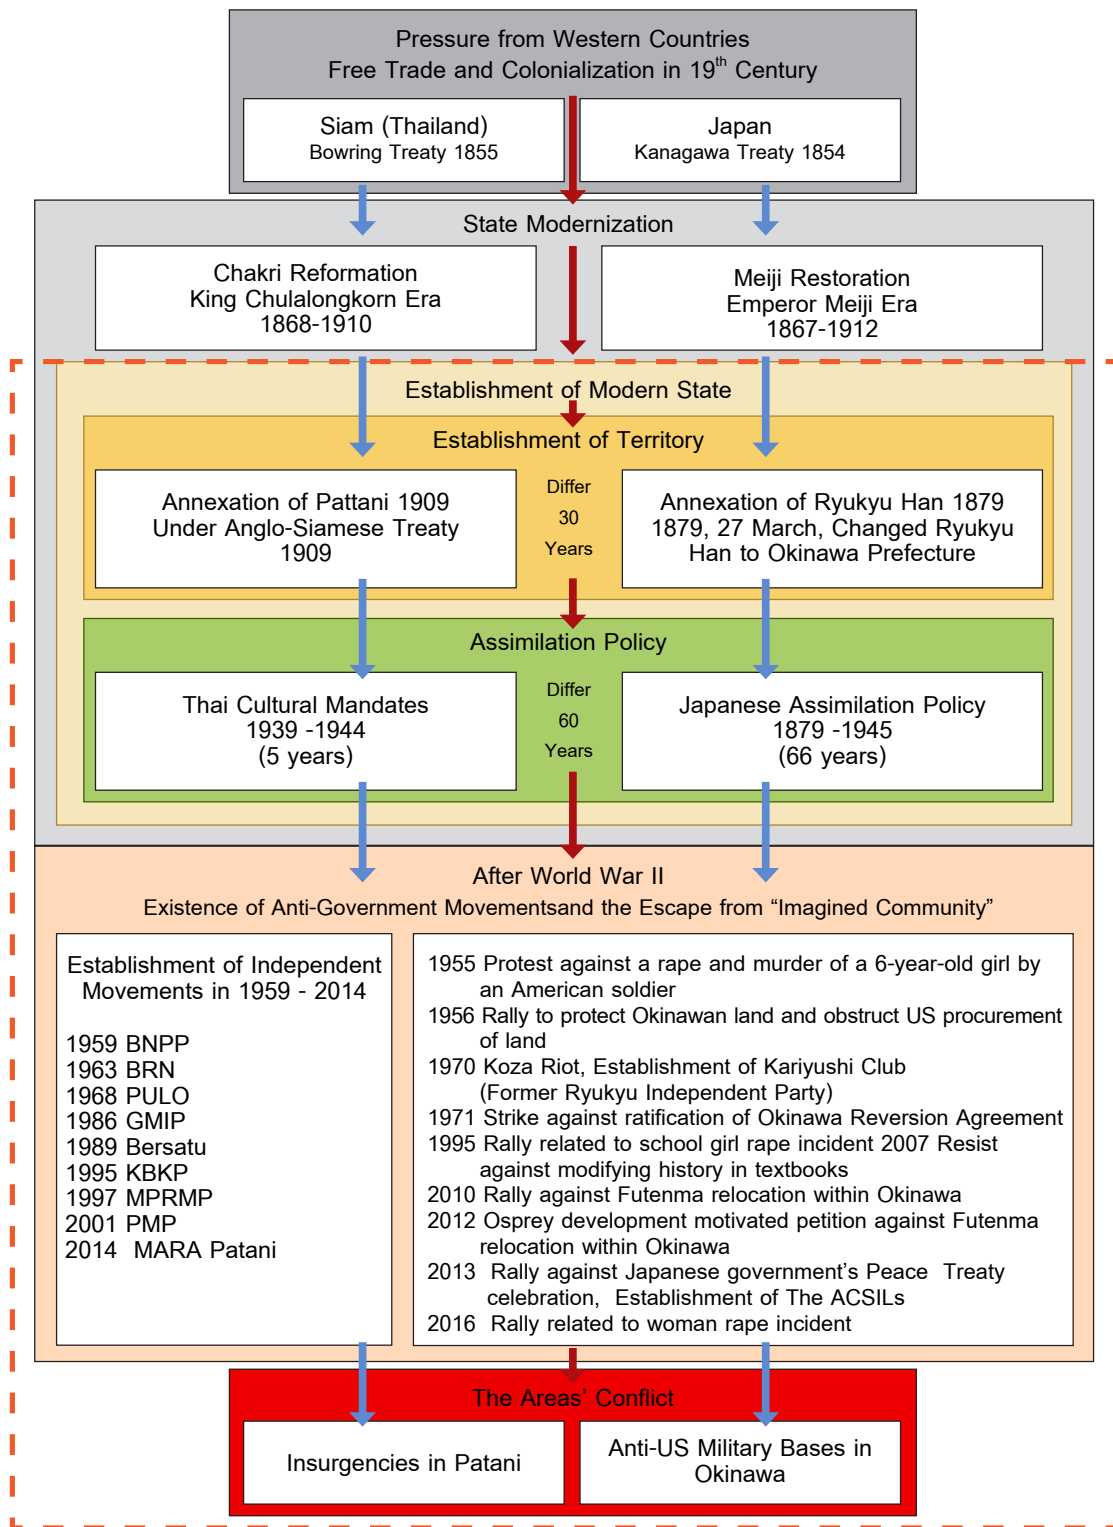 Pressure from Western Countries
Free Trade and Colonialization in 19th Century
Siam (Thailand)
Bowring Treaty 1855
Japan
Kanagawa Treaty 1854
State Modernization
Chakri Reformation
King Chulalongkorn Era
1868-1910
Meiji Restoration
Emperor Meiji Era
1867-1912
Establishment of Modern State
Establishment of Territory
Annexation of Pattani 1909
Under Anglo-Siamese Treaty
1909
Differ
30
Years
Annexation of Ryukyu Han 1879
1879, 27 March, Changed Ryukyu
Han to Okinawa Prefecture
Assimilation Policy
Thai Cultural Mandates
1939 -1944
(5 years)
Differ
60
Years
Japanese Assimilation Policy
1879 -1945
(66 years)
After World War II
Existence of Anti-Government Movementsand the Escape from “Imagined Community”
Establishment of Independent
Movements in 1959 - 2014
1959 BNPP
1963 BRN
1968 PULO
1986 GMIP
1989 Bersatu
1995 KBKP
1997 MPRMP
2001 PMP
2014 MARA Patani
1955 Protest against a rape and murder of a 6-year-old girl by
an American soldier
1956 Rally to protect Okinawan land and obstruct US procurement
of land
1970 Koza Riot, Establishment of Kariyushi Club
(Former Ryukyu Independent Party)
1971 Strike against ratification of Okinawa Reversion Agreement
1995 Rally related to school girl rape incident 2007 Resist
against modifying history in textbooks
2010 Rally against Futenma relocation within Okinawa
2012 Osprey development motivated petition against Futenma
relocation within Okinawa
2013 Rally against Japanese government’s Peace Treaty
celebration, Establishment of The ACSILs
2016 Rally related to woman rape incident
The Areas’ Conflict
Insurgencies in Patani
Anti-US Military Bases in
Okinawa